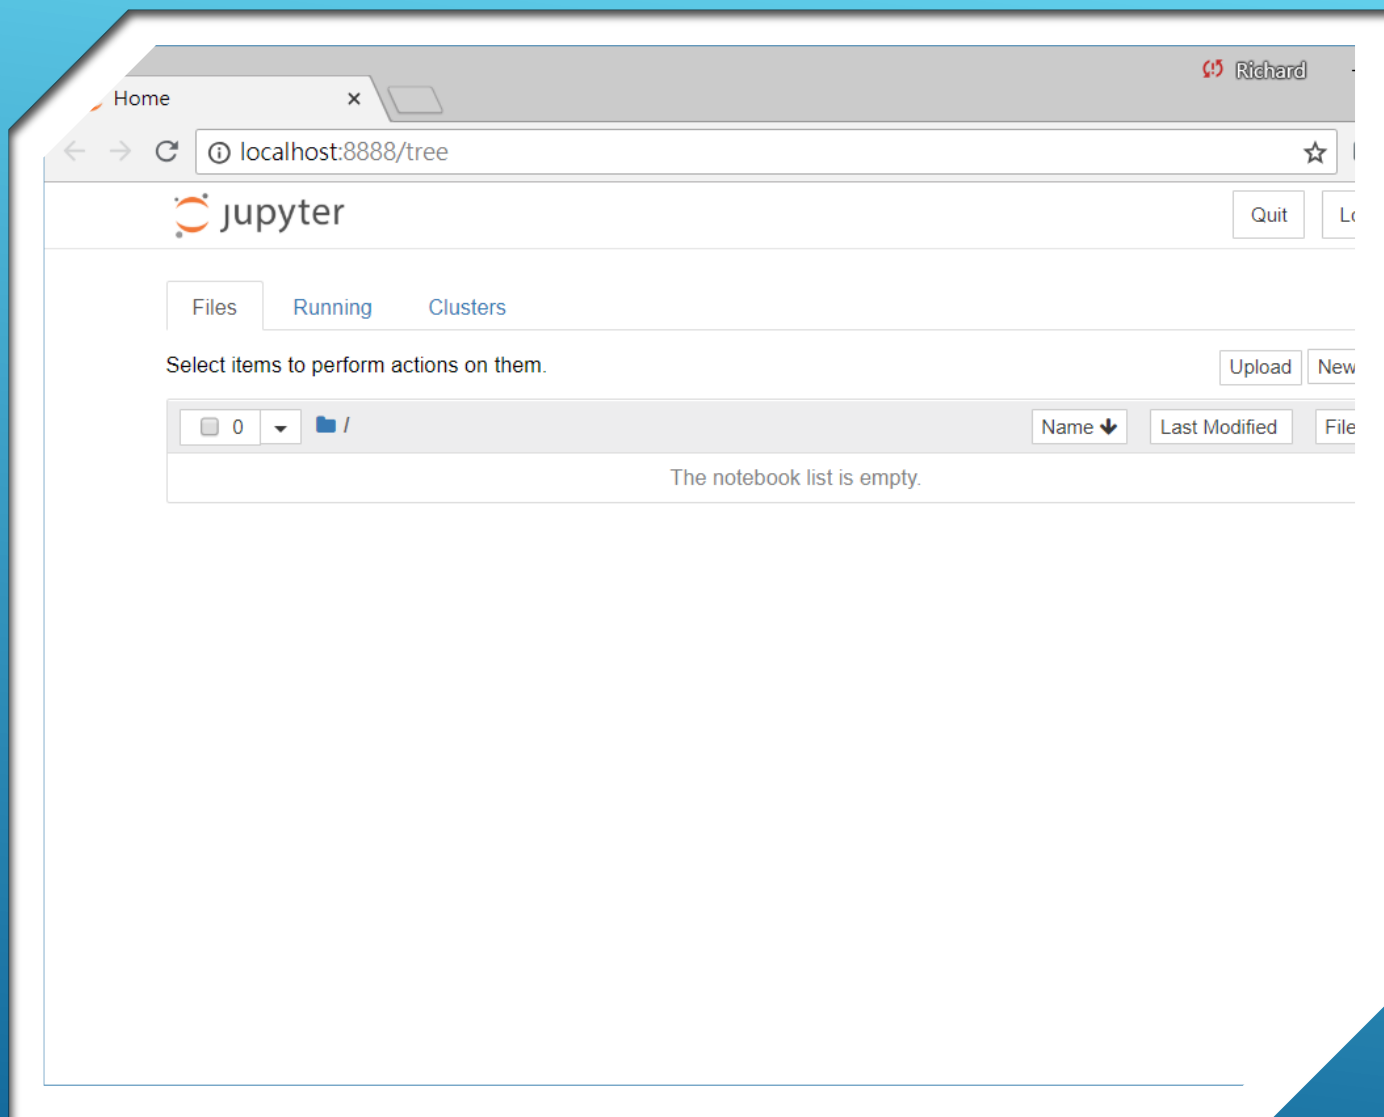 Richard
Home
localhost:8888/tree
jupyter
Quit
Files Running Clusters
Select items to perform actions on them.
Upload New
0 / Name Last Modified File
The notebook list is empty.